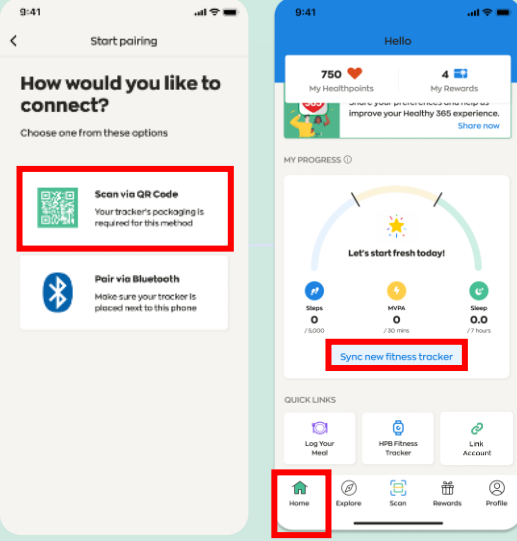 9:41
Start pairing
How would you like to
connect?
Choose one from these options
Scan via QR Code
Your tracker's packaging is
required for this method
Pair via Bluetooth
Make sure your tracker is
placed next to this phone
9:41
Hello
750
My Healthpoints
4
My Rewards
Share your preferences and help us
improve your Healthy 365 experience.
Share now
MY PROGRESS
Let's start fresh today!
Steps
0
/ 5,000
MVPA
0
/ 30 mins
Sleep
0.0
/ 7 hours
Sync new fitness tracker
QUICK LINKS
Log Your
Meal
HPB Fitness
Tracker
Link
Account
Home
Explore
Scan
Rewards
Profile